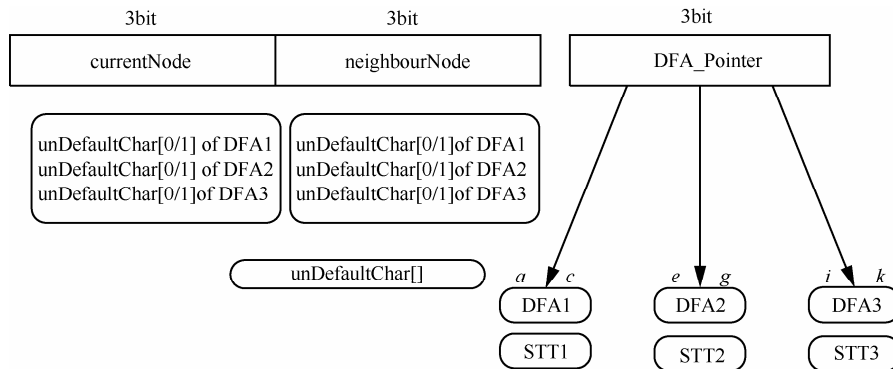 3bit 3bit 3bit
currentNode neighbourNode DFA_Pointer
unDefaultChar[0/1] of DFA1
unDefaultChar[0/1] of DFA2
unDefaultChar[0/1]of DFA3
unDefaultChar[0/1]of DFA1
unDefaultChar[0/1]of DFA2
unDefaultChar[0/1]of DFA3
unDefaultChar[]
a c e g i k
DFA1 DFA2 DFA3
STT1 STT2 STT3